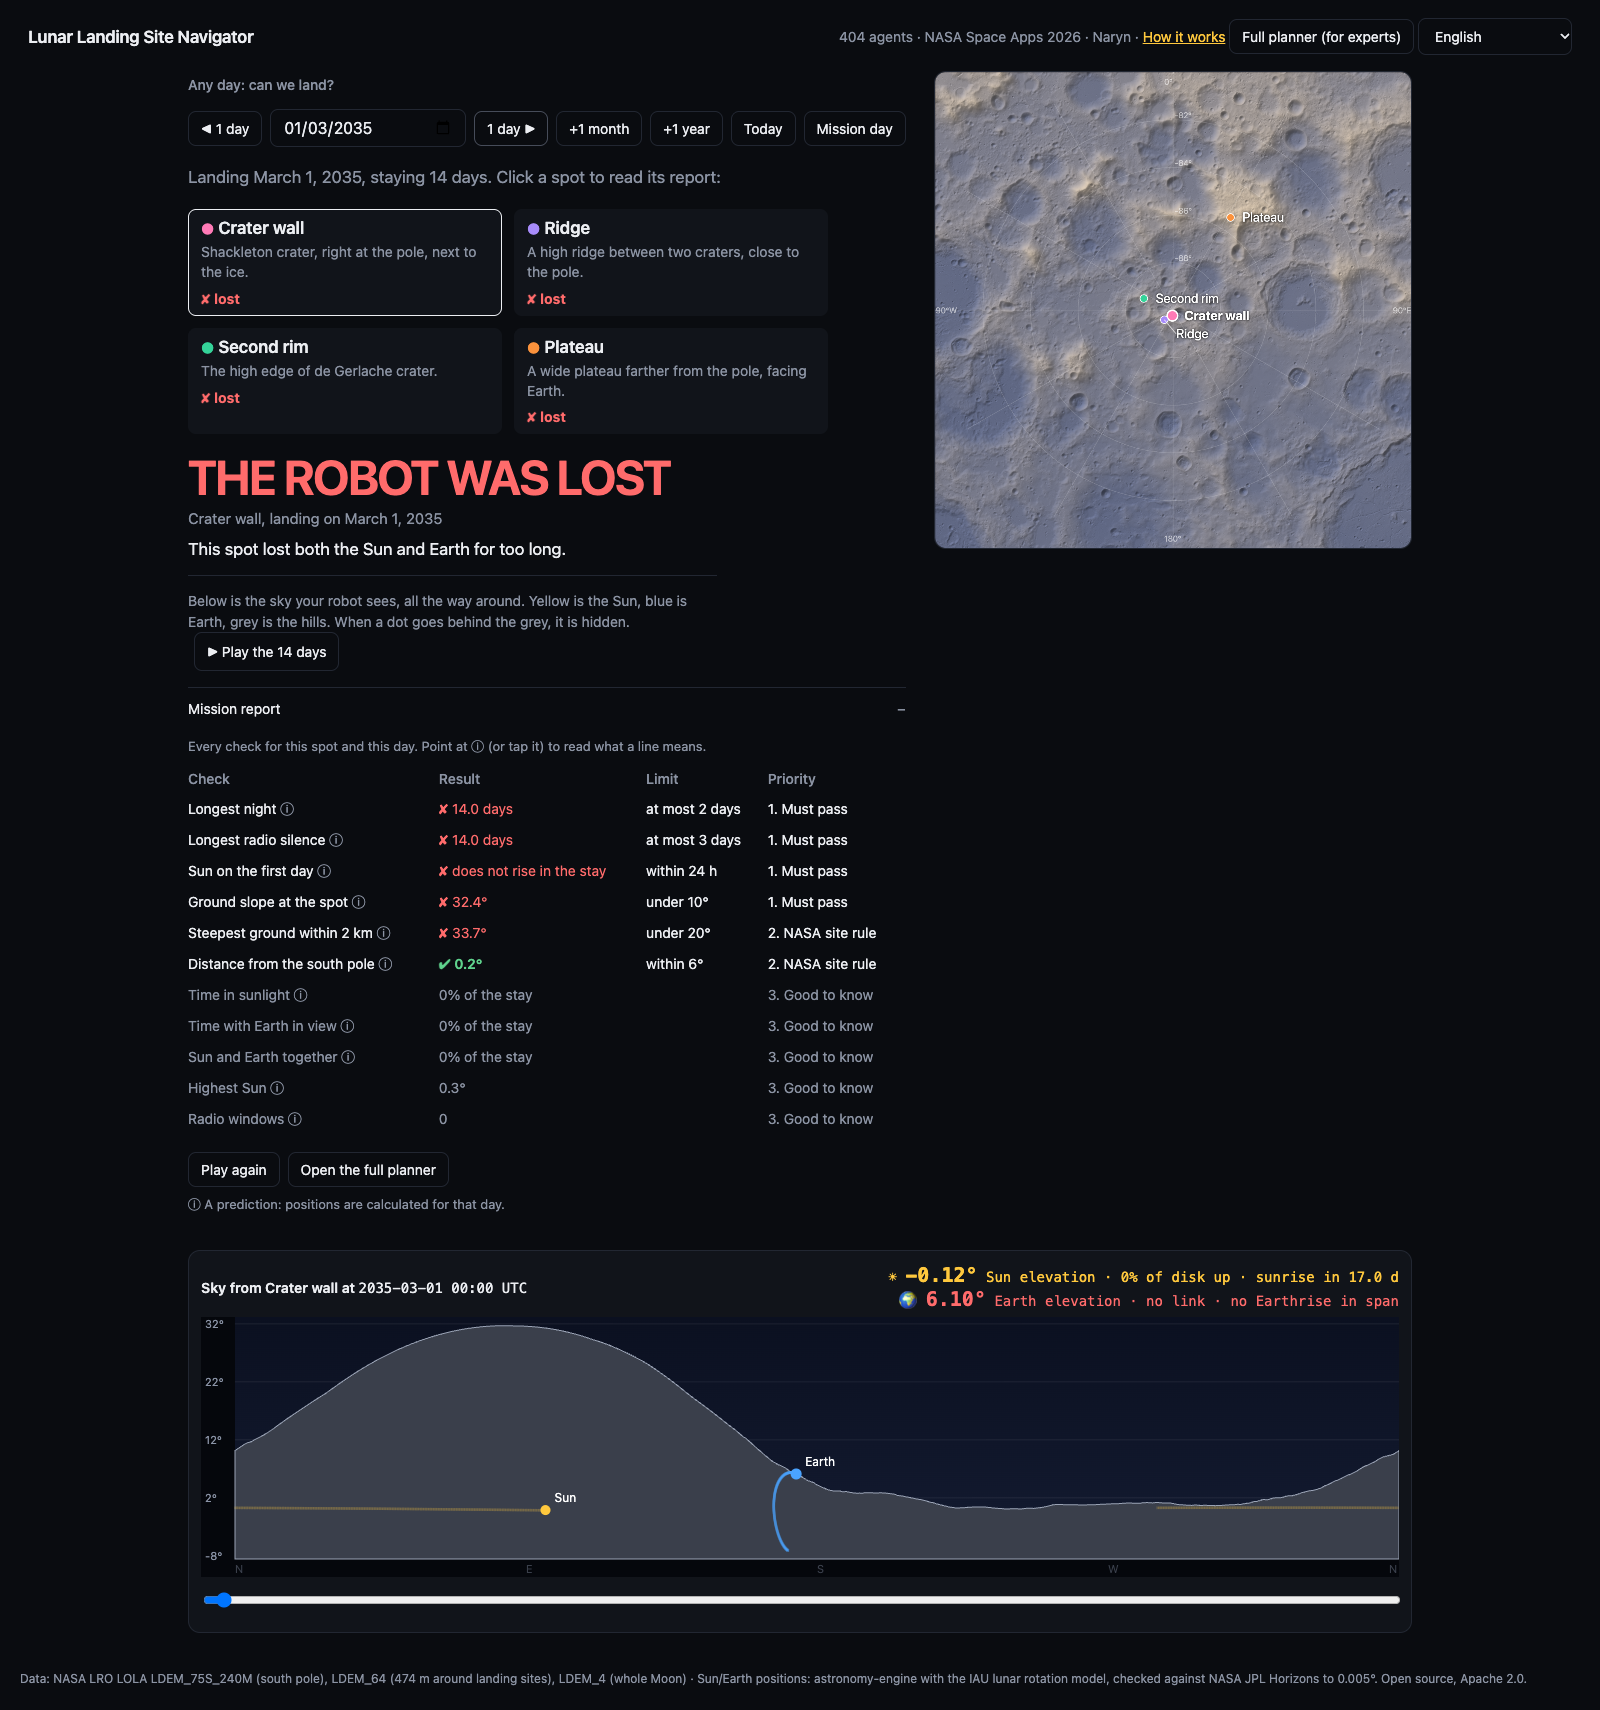 Lunar Landing Site Navigator
404 agents · NASA Space Apps 2026 · Naryn · How it works
Full planner (for experts)
English
Any day: can we land?
◀ 1 day
01/03/2035
1 day ▶
+1 month
+1 year
Today
Mission day
Landing March 1, 2035, staying 14 days. Click a spot to read its report:
Crater wall
Shackleton crater, right at the pole, next to
the ice.
✘ lost
Ridge
A high ridge between two craters, close to
the pole.
✘ lost
Second rim
The high edge of de Gerlache crater.
✘ lost
Plateau
A wide plateau farther from the pole, facing
Earth.
✘ lost
0°
-82°
-84°
-86°
Plateau
-88°
Second rim
90°W
Crater wall
90°E
Ridge
180°
THE ROBOT WAS LOST
Crater wall, landing on March 1, 2035
This spot lost both the Sun and Earth for too long.
Below is the sky your robot sees, all the way around. Yellow is the Sun, blue is
Earth, grey is the hills. When a dot goes behind the grey, it is hidden.
▶ Play the 14 days
Mission report –
Every check for this spot and this day. Point at ⓘ (or tap it) to read what a line means.
Check Result Limit Priority
Longest night ⓘ ✘ 14.0 days at most 2 days 1. Must pass
Longest radio silence ⓘ ✘ 14.0 days at most 3 days 1. Must pass
Sun on the first day ⓘ ✘ does not rise in the stay within 24 h 1. Must pass
Ground slope at the spot ⓘ ✘ 32.4° under 10° 1. Must pass
Steepest ground within 2 km ⓘ ✘ 33.7° under 20° 2. NASA site rule
Distance from the south pole ⓘ ✔ 0.2° within 6° 2. NASA site rule
Time in sunlight ⓘ 0% of the stay 3. Good to know
Time with Earth in view ⓘ 0% of the stay 3. Good to know
Sun and Earth together ⓘ 0% of the stay 3. Good to know
Highest Sun ⓘ 0.3° 3. Good to know
Radio windows ⓘ 0 3. Good to know
Play again
Open the full planner
ⓘ A prediction: positions are calculated for that day.
Sky from Crater wall at 2035-03-01 00:00 UTC
☀ −0.12° Sun elevation · 0% of disk up · sunrise in 17.0 d
🌍 6.10° Earth elevation · no link · no Earthrise in span
32°
22°
12°
2°
-8°
Earth
Sun
N E S W N
Data: NASA LRO LOLA LDEM_75S_240M (south pole), LDEM_64 (474 m around landing sites), LDEM_4 (whole Moon) · Sun/Earth positions: astronomy-engine with the IAU lunar rotation model, checked against NASA JPL Horizons to 0.005°. Open source, Apache 2.0.